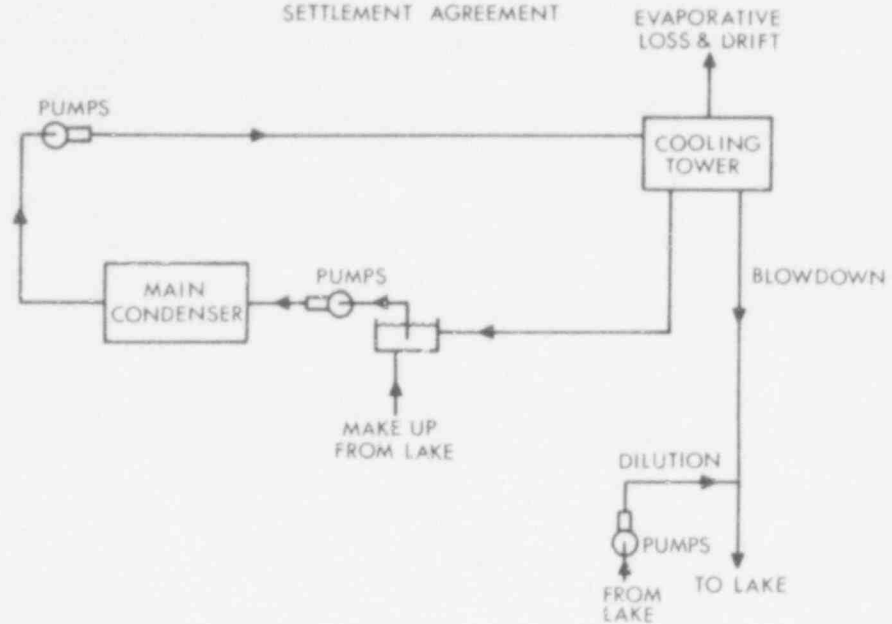 SETTLEMENT AGREEMENT
EVAPORATIVE
LOSS & DRIFT
PUMPS
COOLING
TOWER
PUMPS
BLOWDOWN
MAIN
CONDENSER
MAKE UP
FROM LAKE
DILUTION
PUMPS
TO LAKE
FROM
LAKE